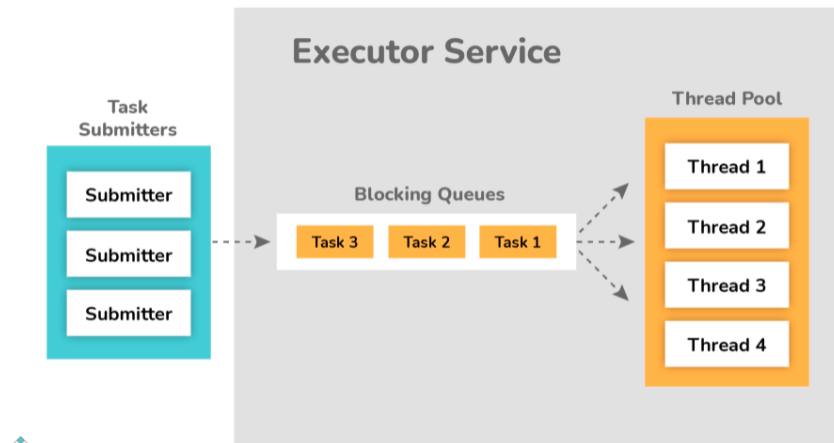 Executor Service
Task
Submitters
Submitter
Submitter
Submitter
Blocking Queues
Task 3 Task 2 Task 1
Thread Pool
Thread 1
Thread 2
Thread 3
Thread 4